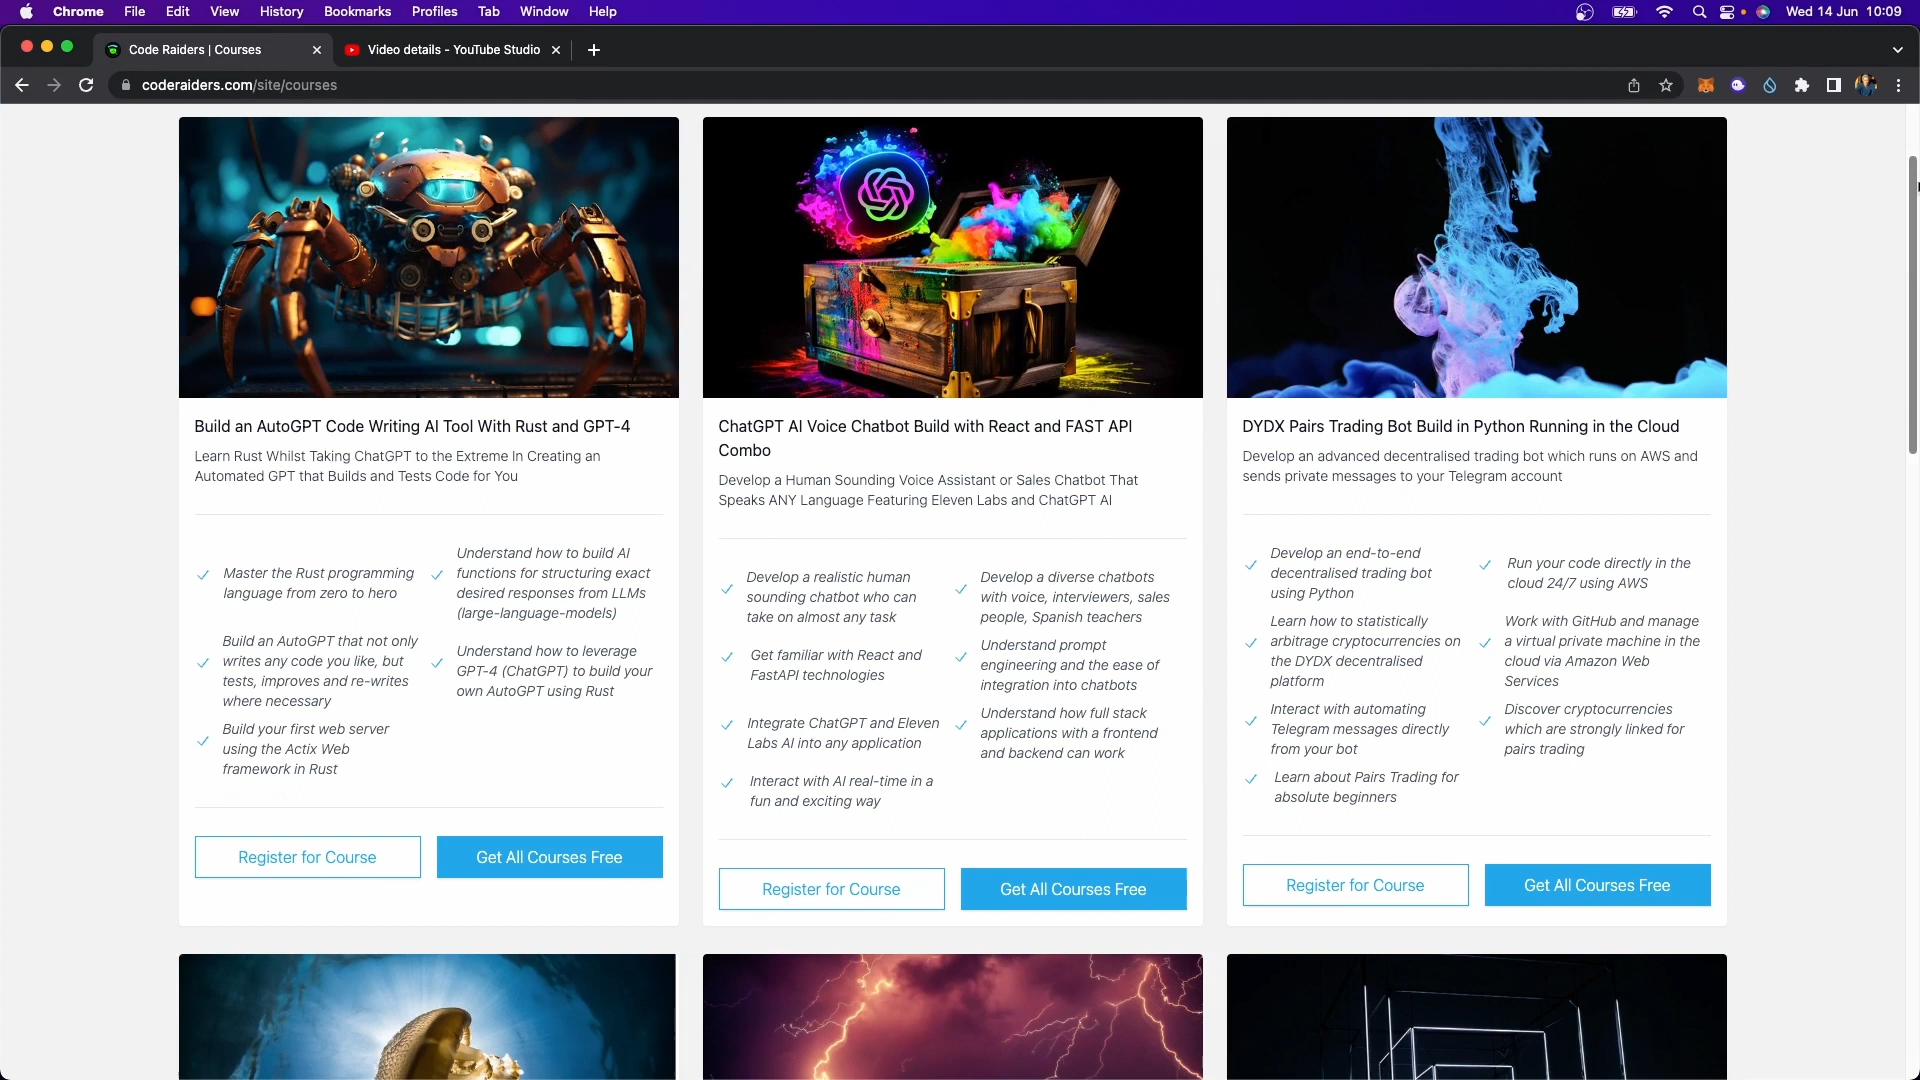 Chrome File Edit View History Bookmarks Profiles Tab Window Help Wed 14 Jun 10:09
Code Raiders | Courses
Video details - YouTube Studio
coderaiders.com/site/courses
Build an AutoGPT Code Writing AI Tool With Rust and GPT-4
Learn Rust Whilst Taking ChatGPT to the Extreme In Creating an
Automated GPT that Builds and Tests Code for You
Master the Rust programming
language from zero to hero
Understand how to build AI
functions for structuring exact
desired responses from LLMs
(large-language-models)
Build an AutoGPT that not only
writes any code you like, but
tests, improves and re-writes
where necessary
Understand how to leverage
GPT-4 (ChatGPT) to build your
own AutoGPT using Rust
Build your first web server
using the Actix Web
framework in Rust
Register for Course
Get All Courses Free
ChatGPT AI Voice Chatbot Build with React and FAST API
Combo
Develop a Human Sounding Voice Assistant or Sales Chatbot That
Speaks ANY Language Featuring Eleven Labs and ChatGPT AI
Develop a realistic human
sounding chatbot who can
take on almost any task
Develop a diverse chatbots
with voice, interviewers, sales
people, Spanish teachers
Get familiar with React and
FastAPI technologies
Understand prompt
engineering and the ease of
integration into chatbots
Integrate ChatGPT and Eleven
Labs AI into any application
Understand how full stack
applications with a frontend
and backend can work
Interact with AI real-time in a
fun and exciting way
Register for Course
Get All Courses Free
DYDX Pairs Trading Bot Build in Python Running in the Cloud
Develop an advanced decentralised trading bot which runs on AWS and
sends private messages to your Telegram account
Develop an end-to-end
decentralised trading bot
using Python
Run your code directly in the
cloud 24/7 using AWS
Learn how to statistically
arbitrage cryptocurrencies on
the DYDX decentralised
platform
Work with GitHub and manage
a virtual private machine in the
cloud via Amazon Web
Services
Interact with automating
Telegram messages directly
from your bot
Discover cryptocurrencies
which are strongly linked for
pairs trading
Learn about Pairs Trading for
absolute beginners
Register for Course
Get All Courses Free